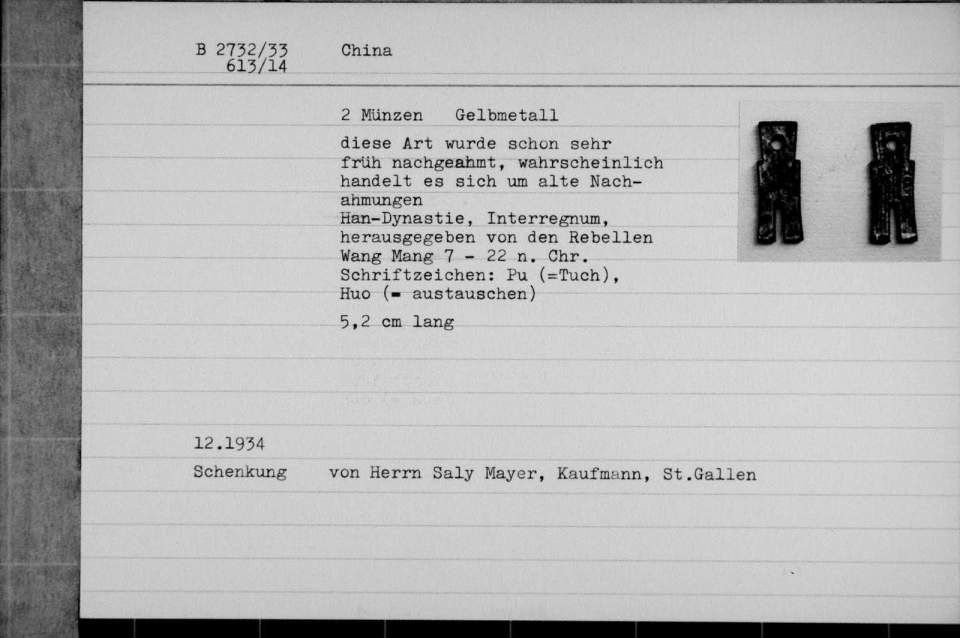 B 2732/33 China
613/14
2 Münzen Gelbmetall
diese Art wurde schon sehr
früh nachgeahmt, wahrscheinlich
handelt es sich um alte Nach-
ahmungen
Han-Dynastie, Interregnum,
herausgegeben von den Rebellen
Wang Mang 7 - 22 n. Chr.
Schriftzeichen: Pu (=Tuch),
Huo (= austauschen)
5,2 cm lang
12.1934
Schenkung von Herrn Saly Mayer, Kaufmann, St.Gallen